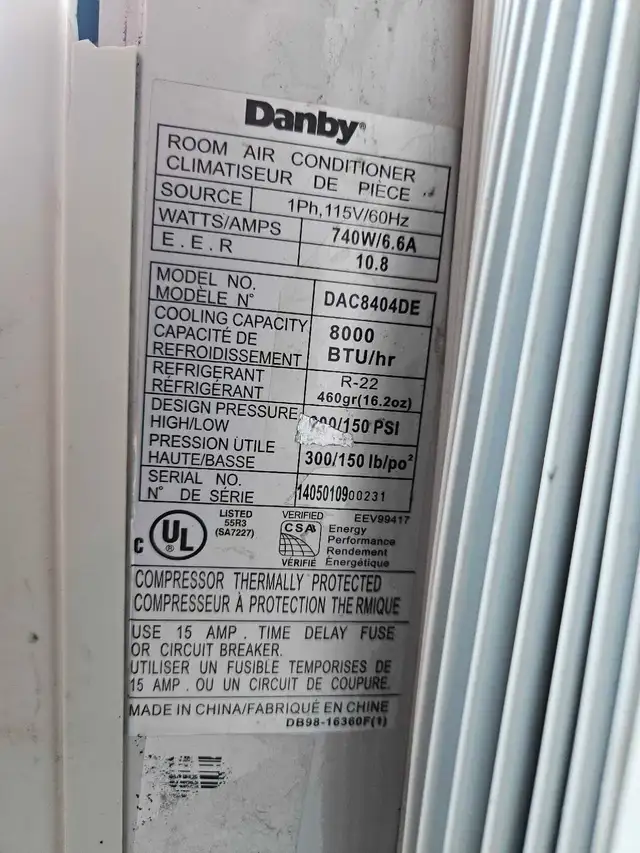 Danby®
ROOM AIR CONDITIONER
CLIMATISEUR DE PIÈCE
SOURCE 1Ph,115V/60Hz
WATTS/AMPS 740W/6.6A
E.E.R 10.8
MODEL NO.
MODÈLE N° DAC8404DE
COOLING CAPACITY
CAPACITÉ DE
REFROIDISSEMENT
8000
BTU/hr
REFRIGERANT
RÉFRIGÉRANT
R-22
460gr(16.2oz)
DESIGN PRESSURE
HIGH/LOW
/150 PSI
PRESSION UTILE
HAUTE/BASSE 300/150 lb/po²
SERIAL NO.
N° DE SÉRIE 1405010900231
C UL ®
LISTED
55R3
(SA7227)
VERIFIED
CSA
VÉRIFIÉ
EEV99417
Energy
Performance
Rendement
Énergétique
COMPRESSOR THERMALLY PROTECTED
COMPRESSEUR À PROTECTION THERMIQUE
USE 15 AMP. TIME DELAY FUSE
OR CIRCUIT BREAKER.
UTILISER UN FUSIBLE TEMPORISES DE
15 AMP. OU UN CIRCUIT DE COUPURE.
MADE IN CHINA/FABRIQUÉ EN CHINE
DB98-16360F(1)